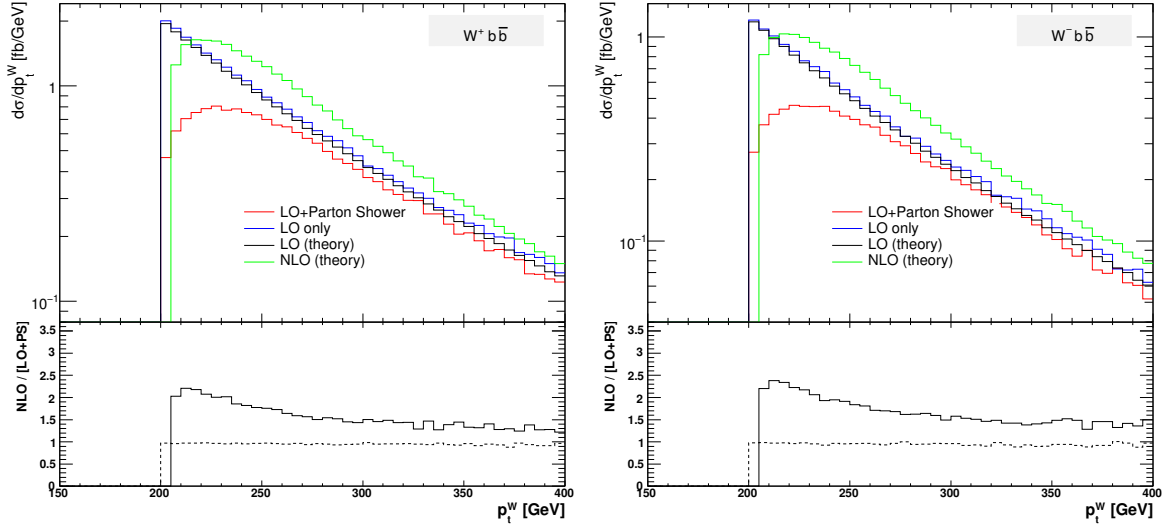 dσ/dp_t^W [fb/GeV]
W⁺ b b̄
1
10⁻¹
LO+Parton Shower
LO only
LO (theory)
NLO (theory)
NLO / [LO+PS]
3.5
3
2.5
2
1.5
1
0.5
0
150 200 250 300 350 400
p_t^W [GeV]
dσ/dp_t^W [fb/GeV]
W⁻ b b̄
1
10⁻¹
LO+Parton Shower
LO only
LO (theory)
NLO (theory)
NLO / [LO+PS]
3.5
3
2.5
2
1.5
1
0.5
0
150 200 250 300 350 400
p_t^W [GeV]